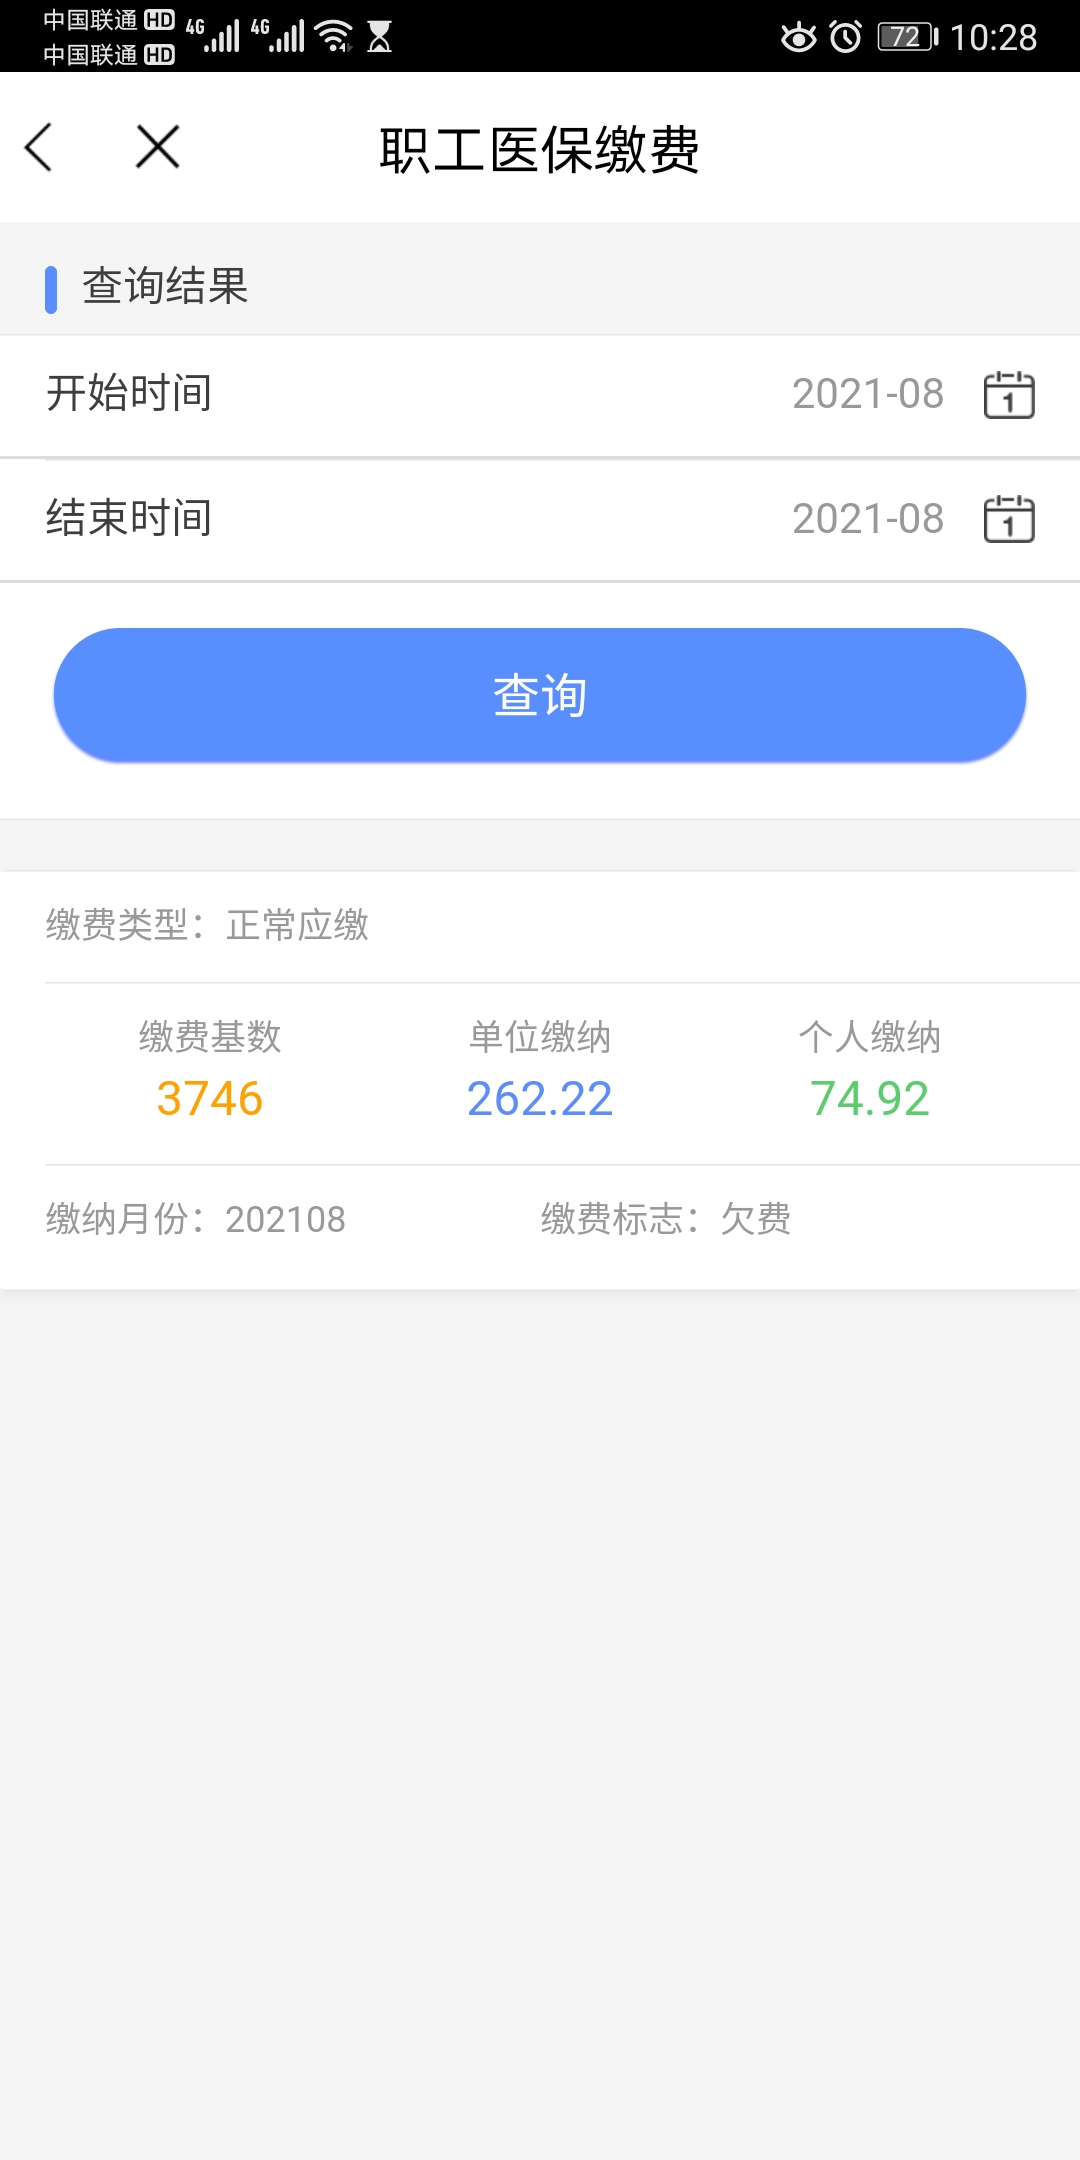 中国联通 HD 4G 4G 72 10:28
中国联通 HD
职工医保缴费
查询结果
开始时间 2021-08 1
结束时间 2021-08 1
查询
缴费类型：正常应缴
缴费基数 单位缴纳 个人缴纳
3746 262.22 74.92
缴纳月份：202108 缴费标志：欠费